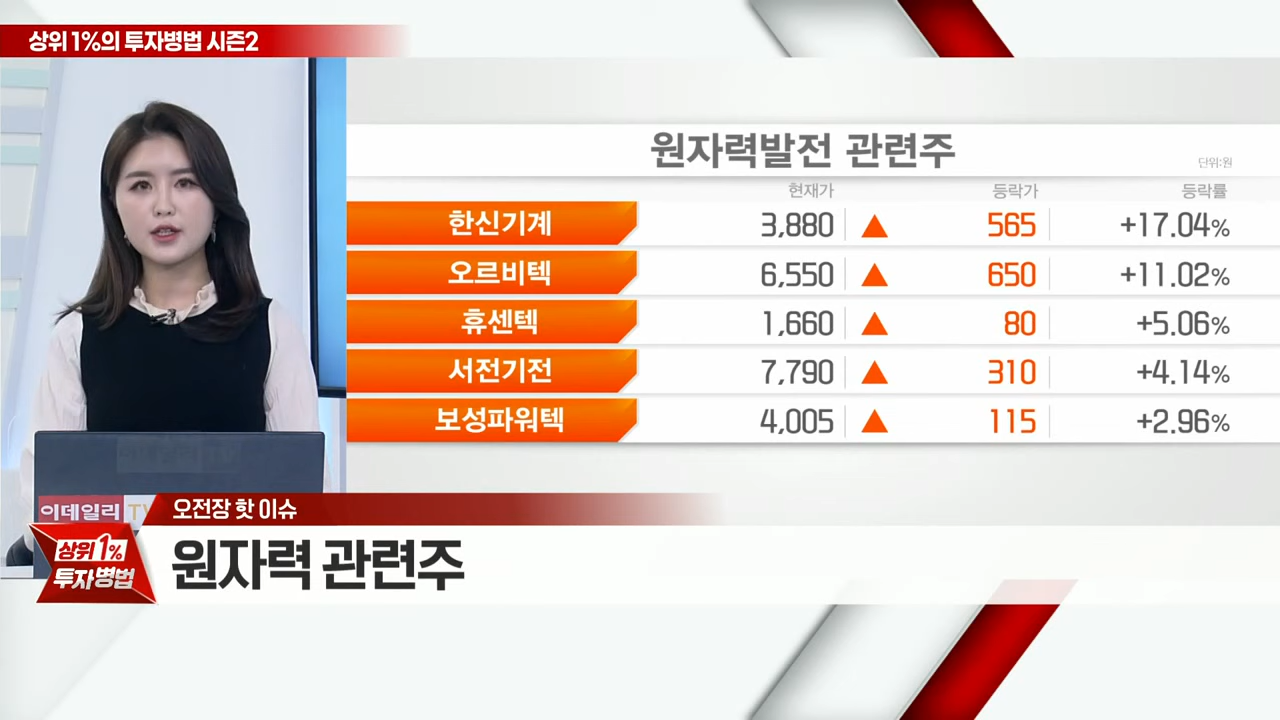 상위 1%의 투자병법 시즌2
원자력발전 관련주
단위:원
현재가 등락가 등락률
한신기계 3,880 ▲ 565 +17.04%
오르비텍 6,550 ▲ 650 +11.02%
휴센텍 1,660 ▲ 80 +5.06%
서전기전 7,790 ▲ 310 +4.14%
보성파워텍 4,005 ▲ 115 +2.96%
이데일리 TV
오전장 핫 이슈
상위 1%
투자병법
원자력 관련주